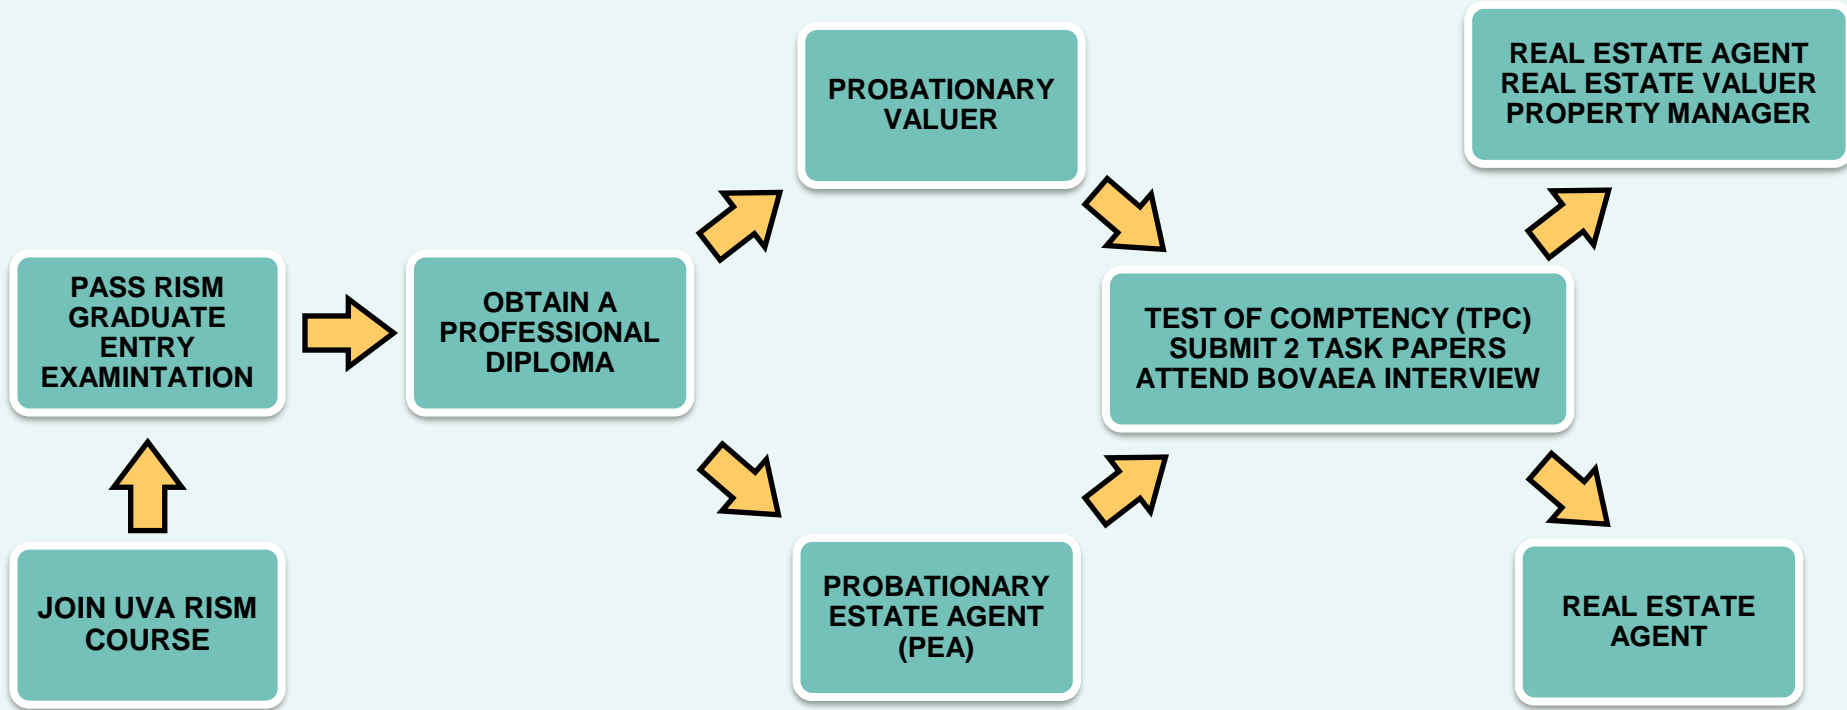 JOIN UVA RISM
COURSE
PASS RISM
GRADUATE
ENTRY
EXAMINTATION
OBTAIN A
PROFESSIONAL
DIPLOMA
PROBATIONARY
VALUER
PROBATIONARY
ESTATE AGENT
(PEA)
TEST OF COMPTENCY (TPC)
SUBMIT 2 TASK PAPERS
ATTEND BOVAEA INTERVIEW
REAL ESTATE AGENT
REAL ESTATE VALUER
PROPERTY MANAGER
REAL ESTATE
AGENT